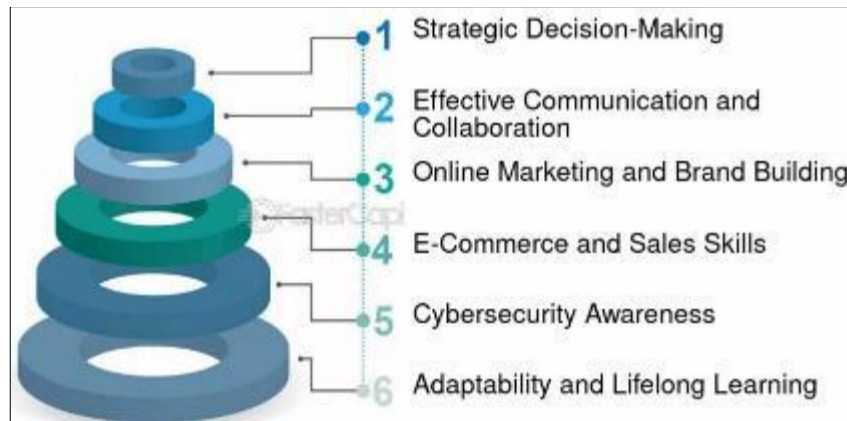 1 Strategic Decision-Making
2 Effective Communication and
Collaboration
3 Online Marketing and Brand Building
FasterCapi
4 E-Commerce and Sales Skills
5 Cybersecurity Awareness
6 Adaptability and Lifelong Learning